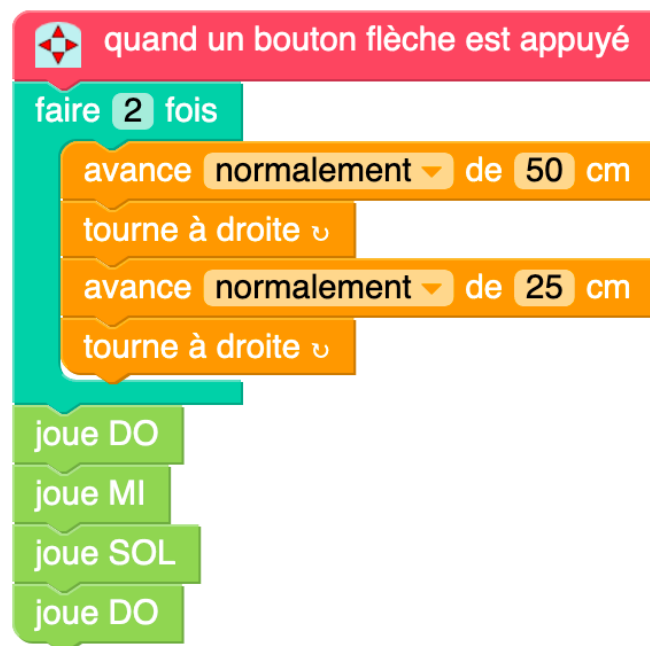 quand un bouton flèche est appuyé
faire 2 fois
avance normalement de 50 cm
tourne à droite ↻
avance normalement de 25 cm
tourne à droite ↻
joue DO
joue MI
joue SOL
joue DO